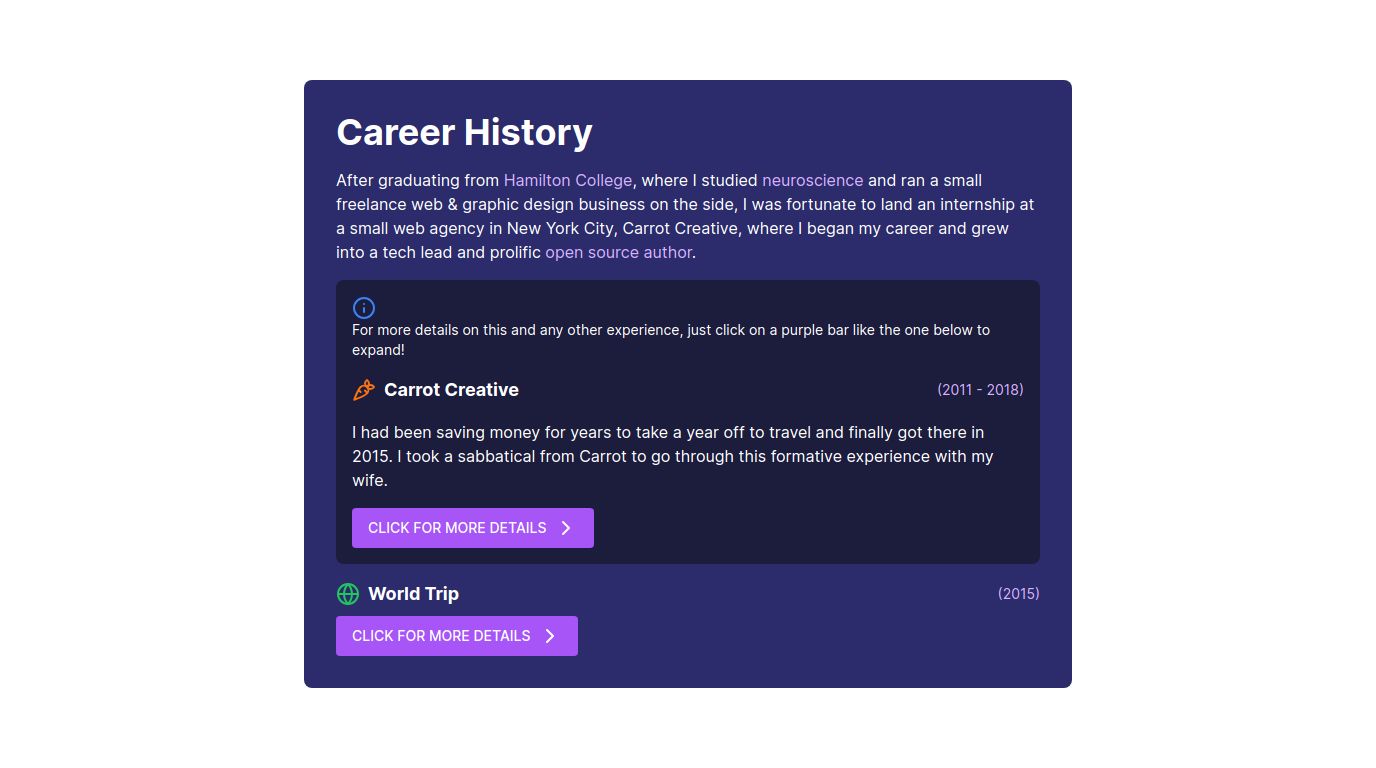 Career History
After graduating from Hamilton College, where I studied neuroscience and ran a small
freelance web & graphic design business on the side, I was fortunate to land an internship at
a small web agency in New York City, Carrot Creative, where I began my career and grew
into a tech lead and prolific open source author.
For more details on this and any other experience, just click on a purple bar like the one below to
expand!
Carrot Creative (2011 - 2018)
I had been saving money for years to take a year off to travel and finally got there in
2015. I took a sabbatical from Carrot to go through this formative experience with my
wife.
CLICK FOR MORE DETAILS
World Trip (2015)
CLICK FOR MORE DETAILS